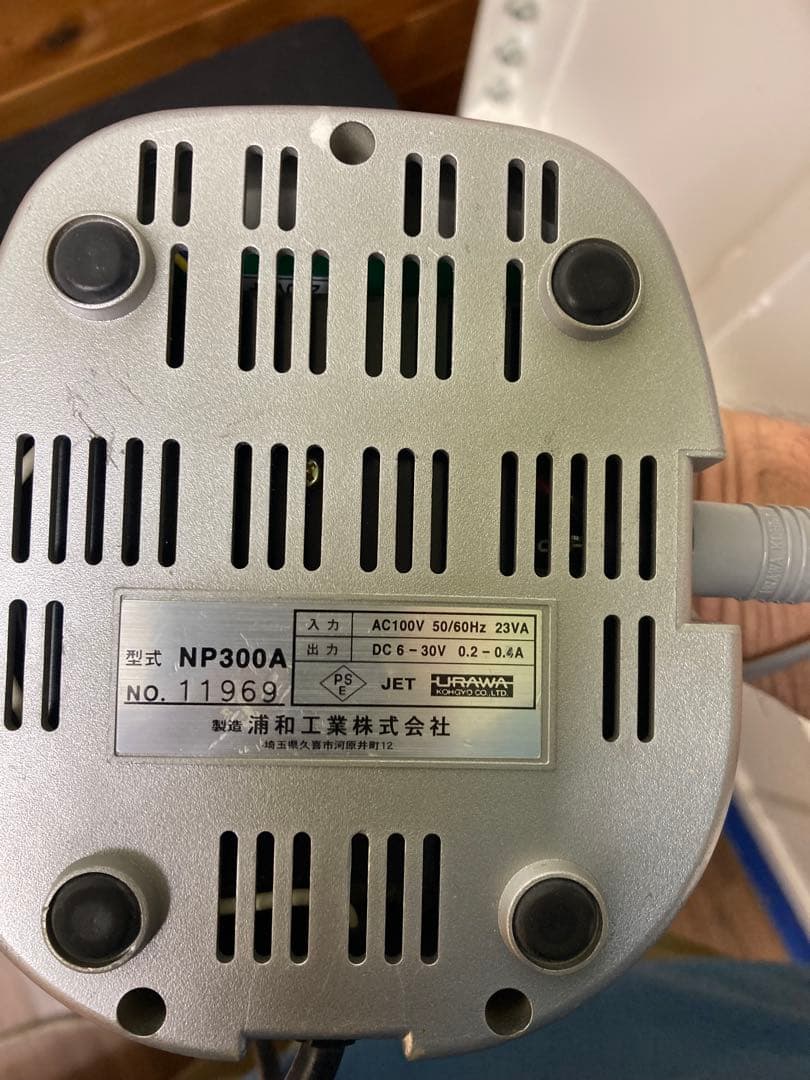 型式 NP300A
NO. 11969
入力 AC100V 50/60Hz 23VA
出力 DC 6-30V 0.2-0.4A
PS
E
JET URAWA
KOHGYO CO.,LTD.
製造 浦和工業株式会社
埼玉県久喜市河原井町12